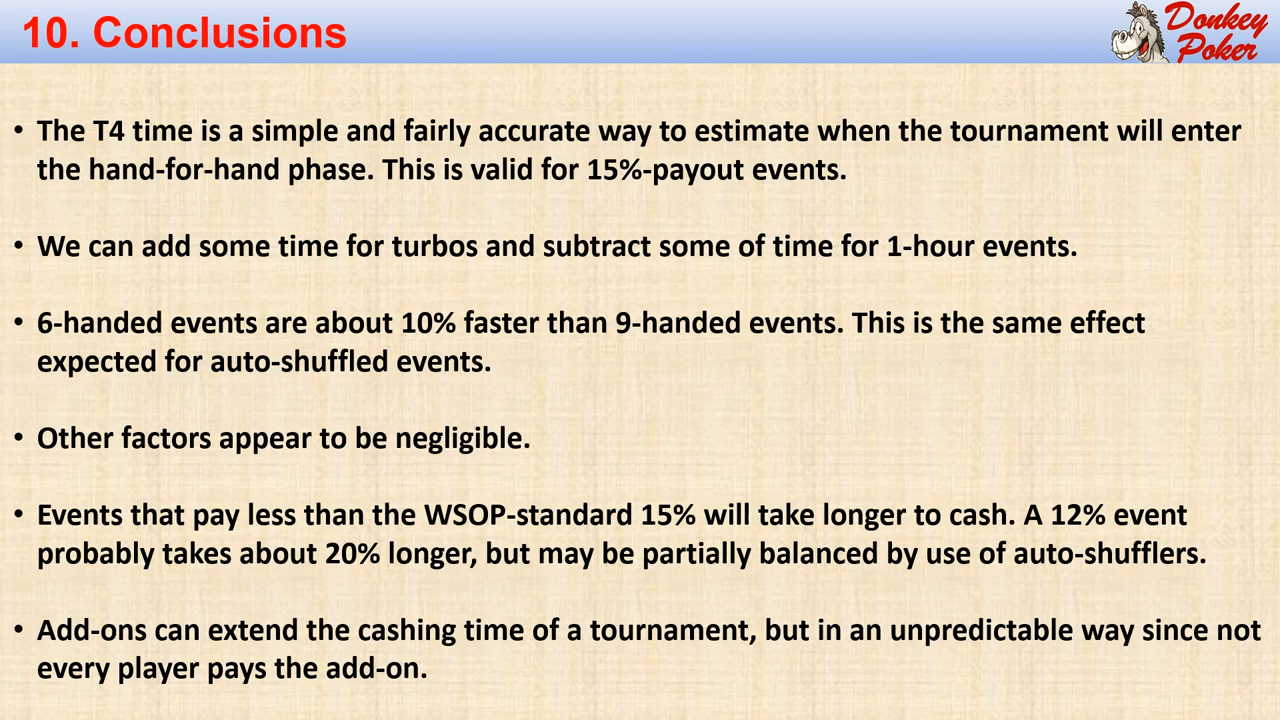 10. Conclusions
Donkey
Poker
• The T4 time is a simple and fairly accurate way to estimate when the tournament will enter
the hand-for-hand phase. This is valid for 15%-payout events.
• We can add some time for turbos and subtract some of time for 1-hour events.
• 6-handed events are about 10% faster than 9-handed events. This is the same effect
expected for auto-shuffled events.
• Other factors appear to be negligible.
• Events that pay less than the WSOP-standard 15% will take longer to cash. A 12% event
probably takes about 20% longer, but may be partially balanced by use of auto-shufflers.
• Add-ons can extend the cashing time of a tournament, but in an unpredictable way since not
every player pays the add-on.